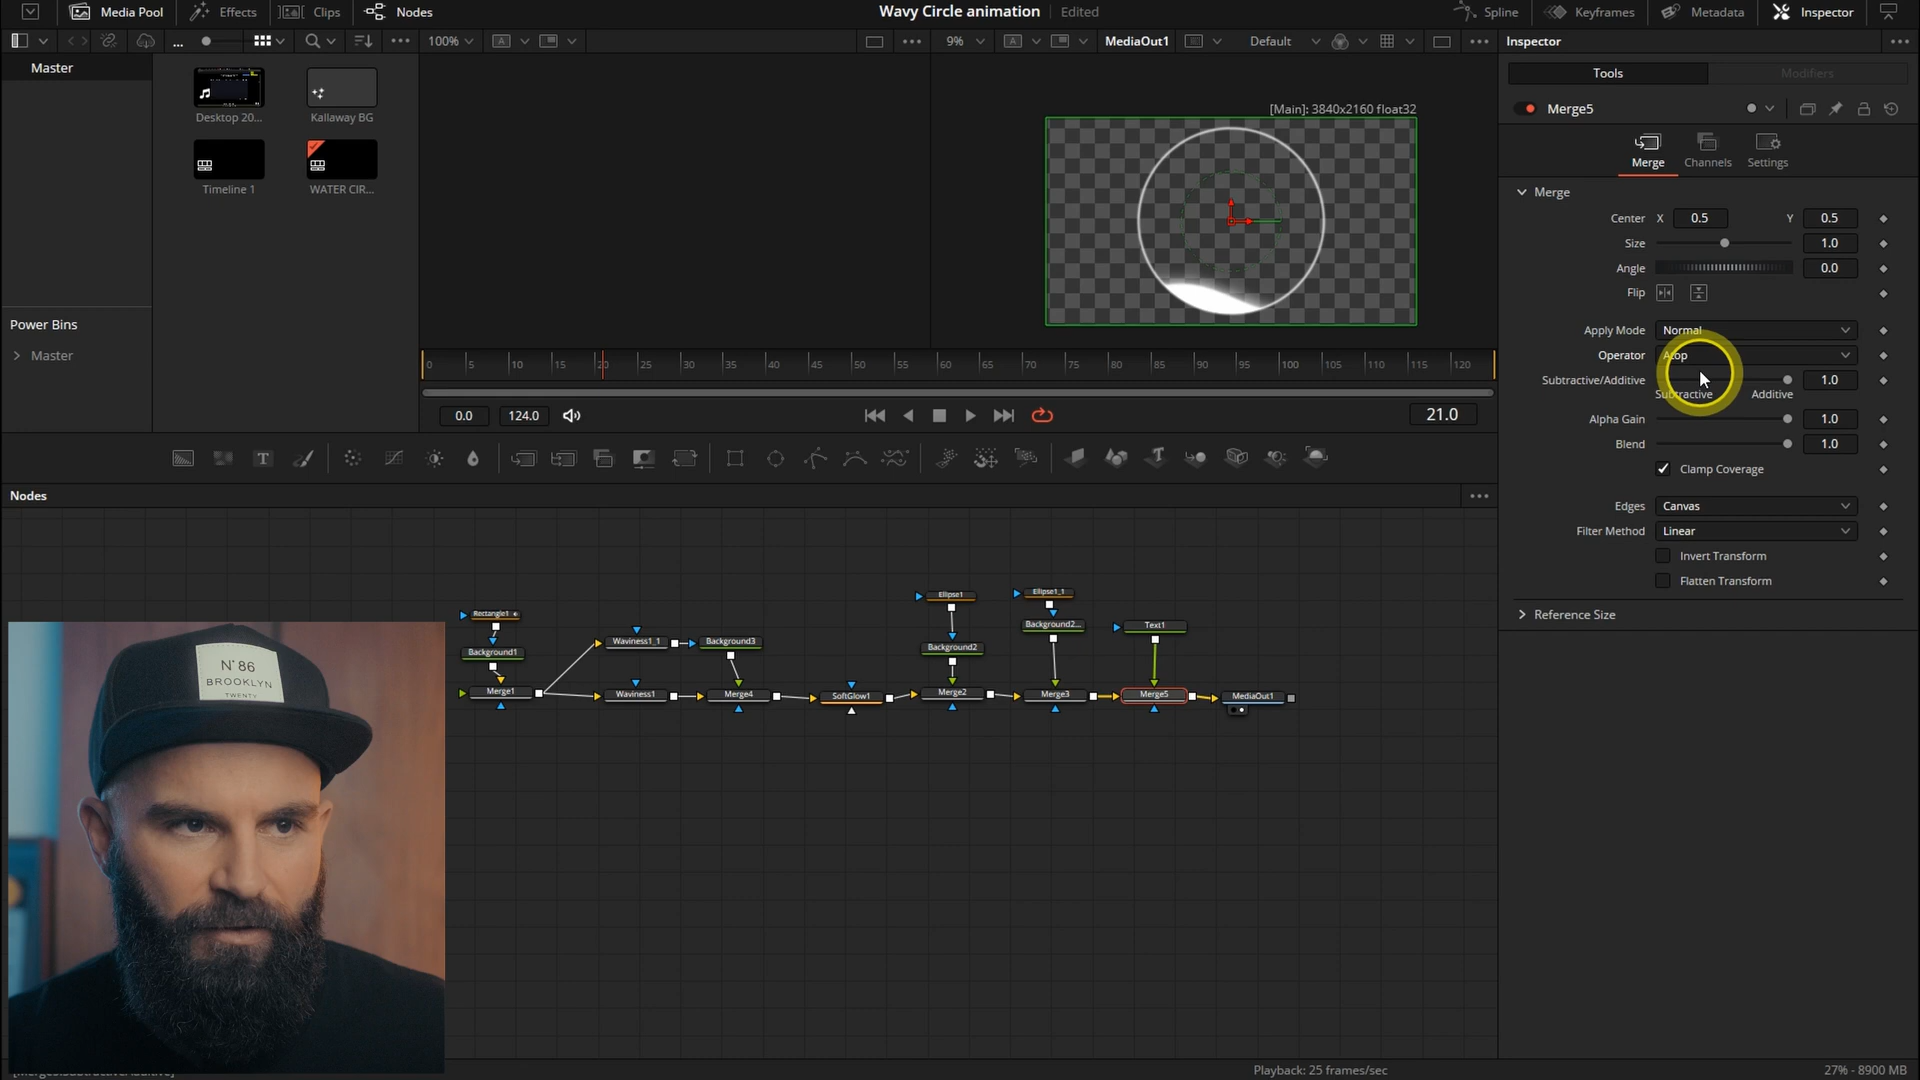 Media Pool
Effects
Clips
Nodes
Wavy Circle animation
Edited
Spline
Keyframes
Metadata
Inspector
100%
9%
MediaOut1
Default
Inspector
Master
Desktop 20...
Kallaway BG
Timeline 1
WATER CIR...
Power Bins
Master
[Main]: 3840x2160 float32
0 5 10 15 20 25 30 35 40 45 50 55 60 65 70 75 80 85 90 95 100 105 110 115 120
0.0
124.0
21.0
Tools
Modifiers
Merge5
Merge
Channels
Settings
Merge
Center X 0.5 Y 0.5
Size 1.0
Angle 0.0
Flip
Apply Mode Normal
Operator Atop
Subtractive/Additive 1.0
Subtractive Additive
Alpha Gain 1.0
Blend 1.0
Clamp Coverage
Edges Canvas
Filter Method Linear
Invert Transform
Flatten Transform
Reference Size
Nodes
Rectangle1
Background1
Merge1
Waviness1_1
Background3
Waviness1
Merge4
SoftGlow1
Ellipse1
Background2
Merge2
Ellipse1_1
Background2...
Merge3
Text1
Merge5
MediaOut1
N°86
BROOKLYN
TWENTY
Playback: 25 frames/sec
27% - 8900 MB